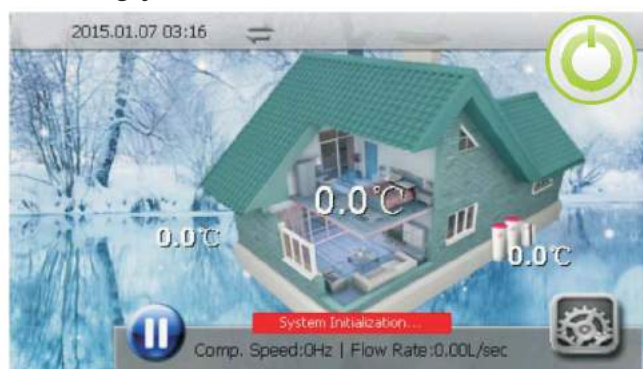 2015.01.07 03:16
0.0℃
0.0℃
0.0℃
System Initialization...
Comp. Speed:0Hz | Flow Rate:0.00L/sec